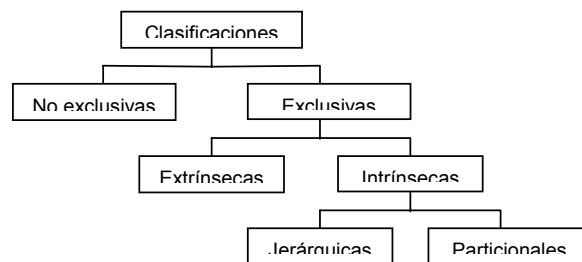 Clasificaciones
No exclusivas
Exclusivas
Extrínsecas
Intrínsecas
Jerárquicas
Particionales